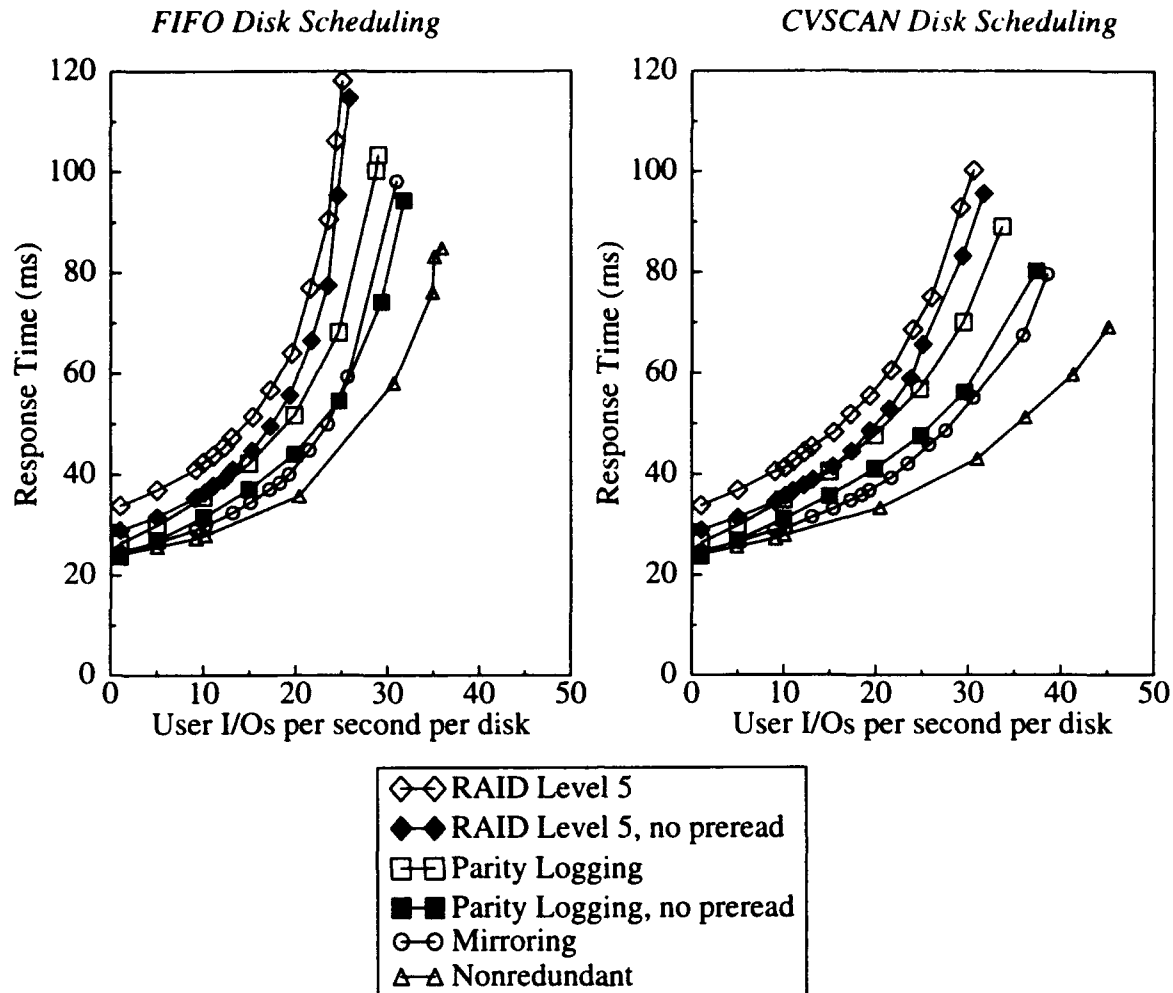 FIFO Disk Scheduling
120
100
80
60
40
20
0
Response Time (ms)
0 10 20 30 40 50
User I/Os per second per disk
CVSCAN Disk Scheduling
120
100
80
60
40
20
0
Response Time (ms)
0 10 20 30 40 50
User I/Os per second per disk
RAID Level 5
RAID Level 5, no preread
Parity Logging
Parity Logging, no preread
Mirroring
Nonredundant